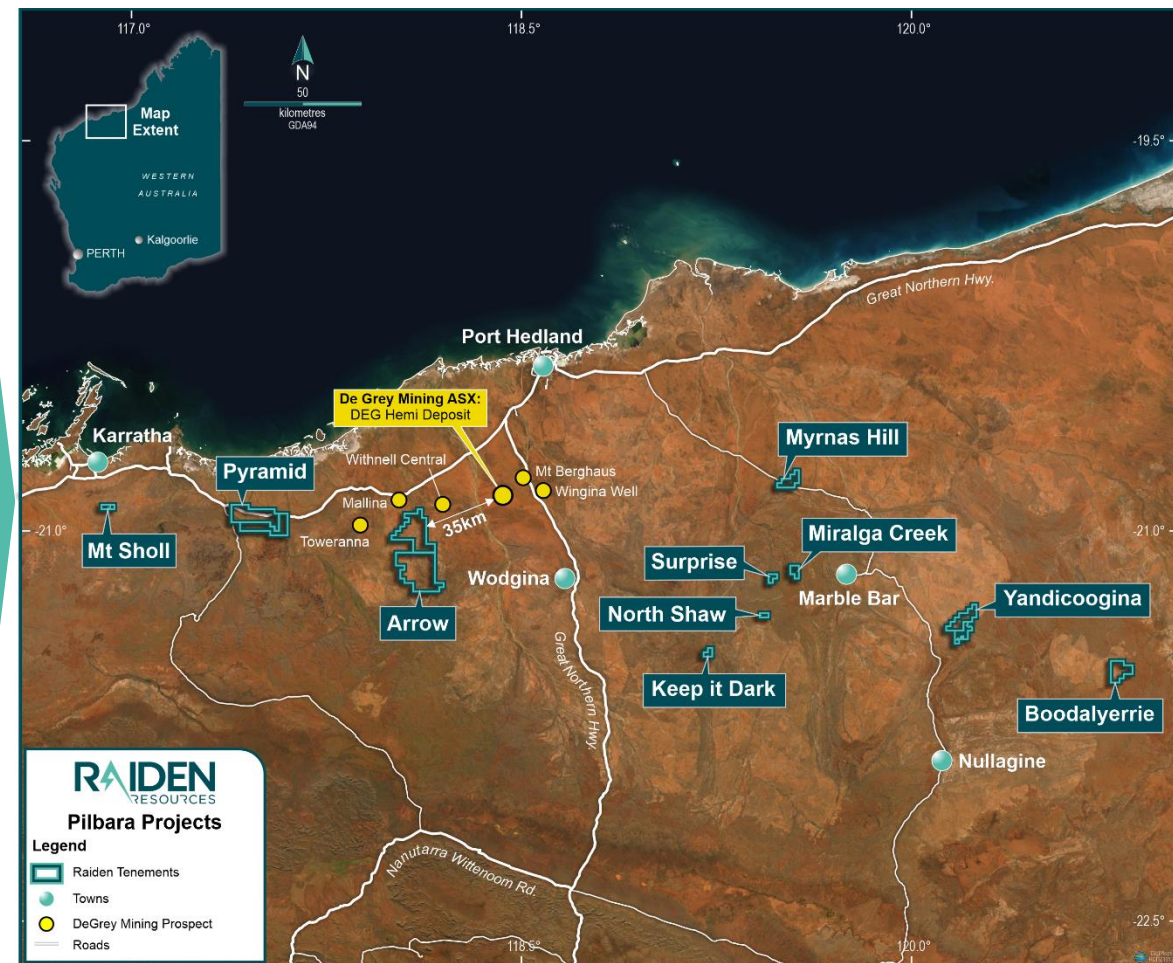 117.0°
118.5°
120.0°
Map
Extent
WESTERN
AUSTRALIA
Kalgoorlie
PERTH
N
50
kilometres
GDA94
-19.5°
Great Northern Hwy.
Port Hedland
De Grey Mining ASX:
DEG Hemi Deposit
Karratha
Pyramid
Withnell Central
Mt Berghaus
Mallina
Wingina Well
Myrnas Hill
-21.0°
35km
-21.0°
Mt Sholl
Toweranna
Miralga Creek
Surprise
Wodgina
Marble Bar
Yandicoogina
Arrow
North Shaw
Great Northern Hwy.
Keep it Dark
Boodalyerrie
Nullagine
RAIDEN
RESOURCES
Pilbara Projects
Legend
Raiden Tenements
Towns
DeGrey Mining Prospect
Roads
Nanutarra Wittenoom Rd.
-22.5°
118.5°
120.0°